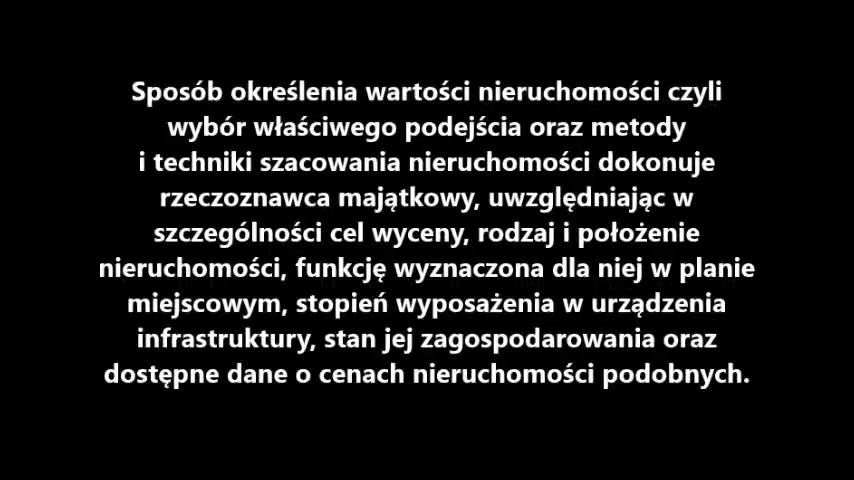 Sposób określenia wartości nieruchomości czyli
wybór właściwego podejścia oraz metody
i techniki szacowania nieruchomości dokonuje
rzeczoznawca majątkowy, uwzględniając w
szczególności cel wyceny, rodzaj i położenie
nieruchomości, funkcję wyznaczona dla niej w planie
miejscowym, stopień wyposażenia w urządzenia
infrastruktury, stan jej zagospodarowania oraz
dostępne dane o cenach nieruchomości podobnych.